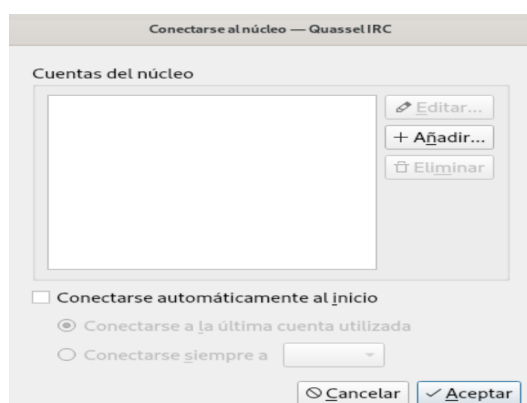 Conectarse al núcleo — Quassel IRC
Cuentas del núcleo
Editar...
Añadir...
Eliminar
Conectarse automáticamente al inicio
Conectarse a la última cuenta utilizada
Conectarse siempre a
Cancelar Aceptar